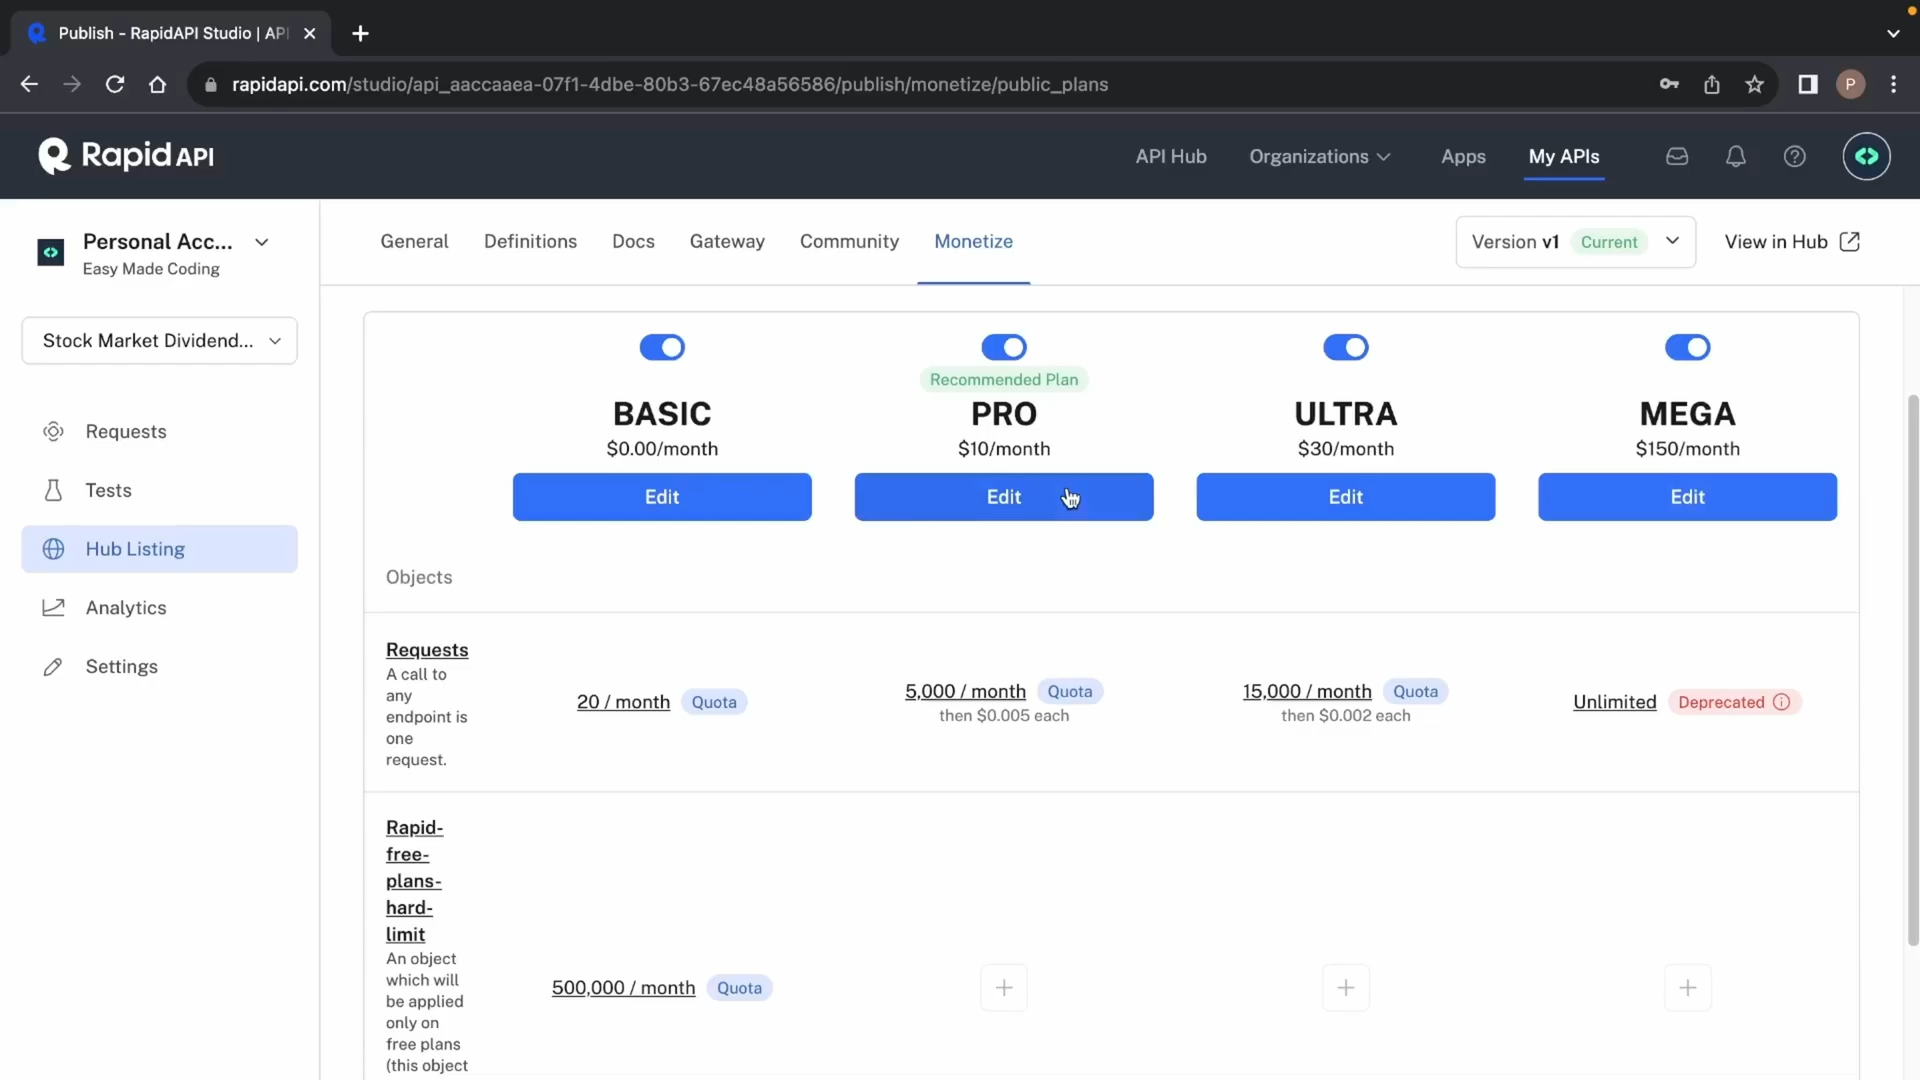 Publish - RapidAPI Studio | API
rapidapi.com/studio/api_aaccaaea-07f1-4dbe-80b3-67ec48a56586/publish/monetize/public_plans
P
Rapid API
API Hub
Organizations
Apps
My APIs
Personal Acc...
Easy Made Coding
General
Definitions
Docs
Gateway
Community
Monetize
Version v1 Current
View in Hub
Stock Market Dividend...
Requests
Tests
Hub Listing
Analytics
Settings
Recommended Plan
BASIC
PRO
ULTRA
MEGA
$0.00/month
$10/month
$30/month
$150/month
Edit
Edit
Edit
Edit
Objects
Requests
A call to
any
endpoint is
one
request.
20 / month Quota
5,000 / month Quota
then $0.005 each
15,000 / month Quota
then $0.002 each
Unlimited Deprecated
Rapid-
free-
plans-
hard-
limit
An object
which will
be applied
only on
free plans
(this object
500,000 / month Quota